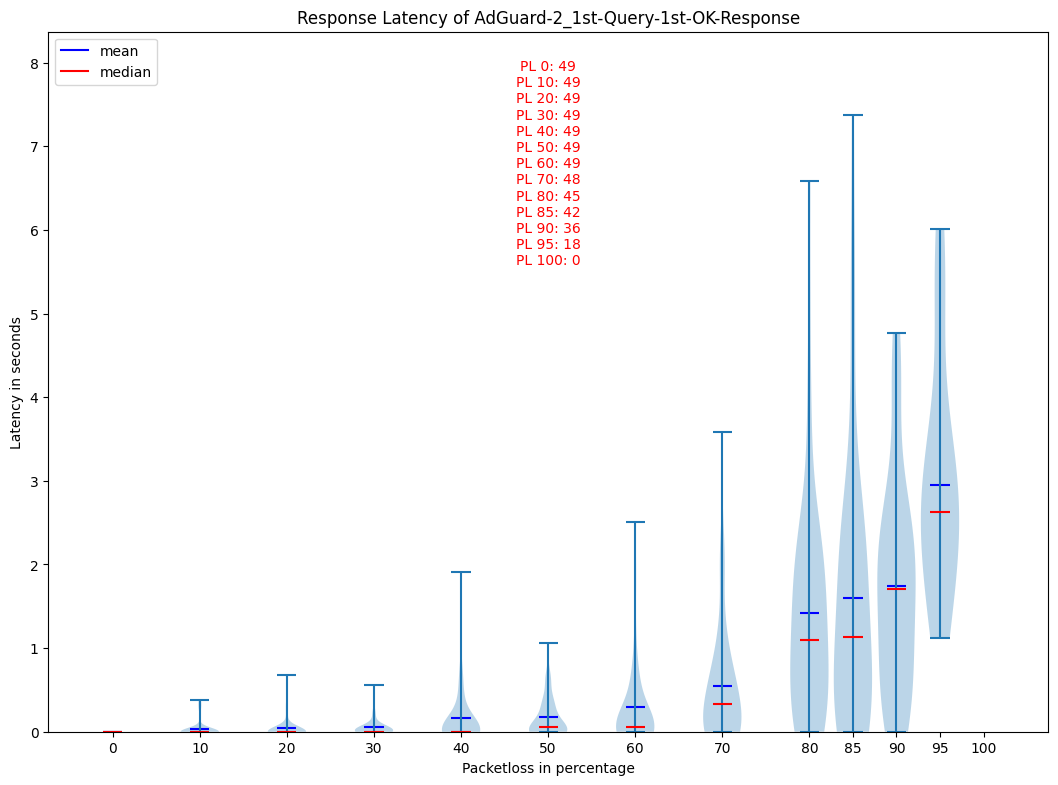 Response Latency of AdGuard-2_1st-Query-1st-OK-Response
mean
median
PL 0: 49
PL 10: 49
PL 20: 49
PL 30: 49
PL 40: 49
PL 50: 49
PL 60: 49
PL 70: 48
PL 80: 45
PL 85: 42
PL 90: 36
PL 95: 18
PL 100: 0
Latency in seconds
8
7
6
5
4
3
2
1
0
0 10 20 30 40 50 60 70 80 85 90 95 100
Packetloss in percentage